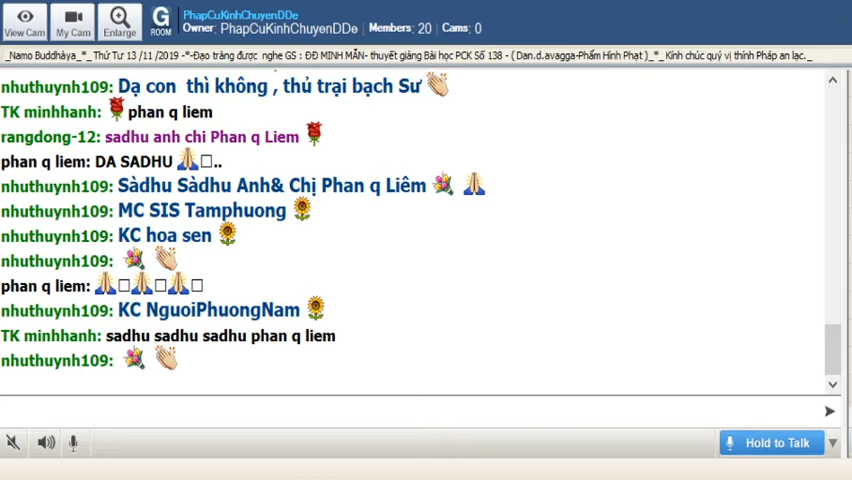 PhapCuKinhChuyenDDe
Owner: PhapCuKinhChuyenDDe Members: 20 Cams: 0
View Cam My Cam Enlarge G ROOM
_Namo Buddhàya_*_ Thứ Tư 13 /11 /2019 -*-Đạo tràng được nghe GS : ĐĐ MINH MẪN- thuyết giảng Bài học PCK Số 138 - ( Dan.d.avagga-Phẩm Hình Phạt )_*_ Kính chúc quý vị thính Pháp an lạc._
nhuthuynh109: Dạ con thì không , thủ trại bạch Sư 👏
TK minhhanh: 🌹phan q liem
rangdong-12: sadhu anh chi Phan q Liem 🌹
phan q liem: DA SADHU 🙏□..
nhuthuynh109: Sàdhu Sàdhu Anh& Chị Phan q Liêm 💐 🙏
nhuthuynh109: MC SIS Tamphuong 🌻
nhuthuynh109: KC hoa sen 🌻
nhuthuynh109: 💐 👏
phan q liem: 🙏□🙏□🙏□
nhuthuynh109: KC NguoiPhuongNam 🌻
TK minhhanh: sadhu sadhu sadhu phan q liem
nhuthuynh109: 💐 👏
Hold to Talk